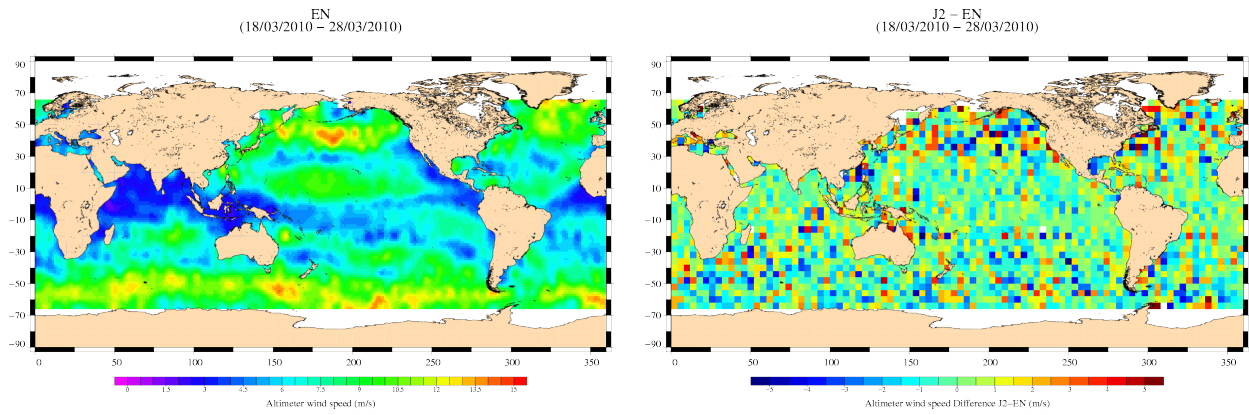 EN
(18/03/2010 – 28/03/2010)
90
70
50
30
10
−10
−30
−50
−70
−90
0 50 100 150 200 250 300 350
0 1.5 3 4.5 6 7.5 9 10.5 12 13.5 15
Altimeter wind speed (m/s)
J2 – EN
(18/03/2010 – 28/03/2010)
90
70
50
30
10
−10
−30
−50
−70
−90
0 50 100 150 200 250 300 350
−5 −4 −3 −2 −1 0 1 2 3 4 5
Altimeter wind speed Difference J2–EN (m/s)